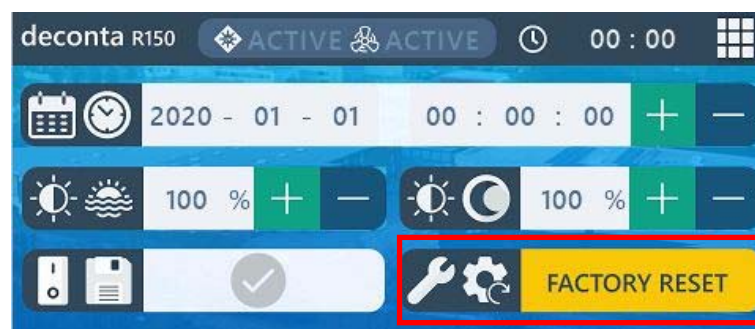 deconta R150 ACTIVE ACTIVE 00 : 00
2020 - 01 - 01 00 : 00 : 00 + −
100 % + − 100 % + −
FACTORY RESET